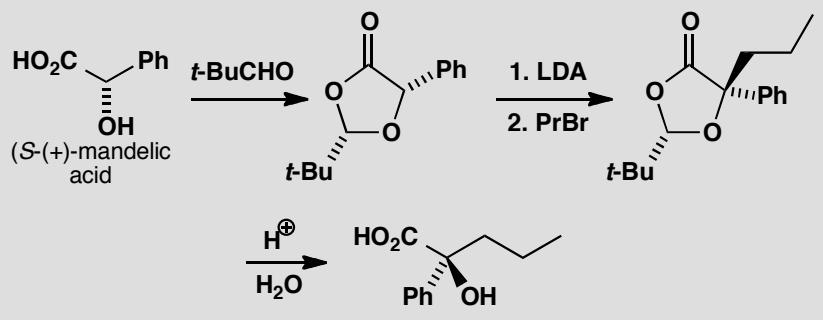 HO₂C Ph
OH
(S-(+)-mandelic
acid
t-BuCHO
O
O
O
Ph
t-Bu
1. LDA
2. PrBr
O
O
O
Ph
t-Bu
H⊕
H₂O
HO₂C
Ph OH